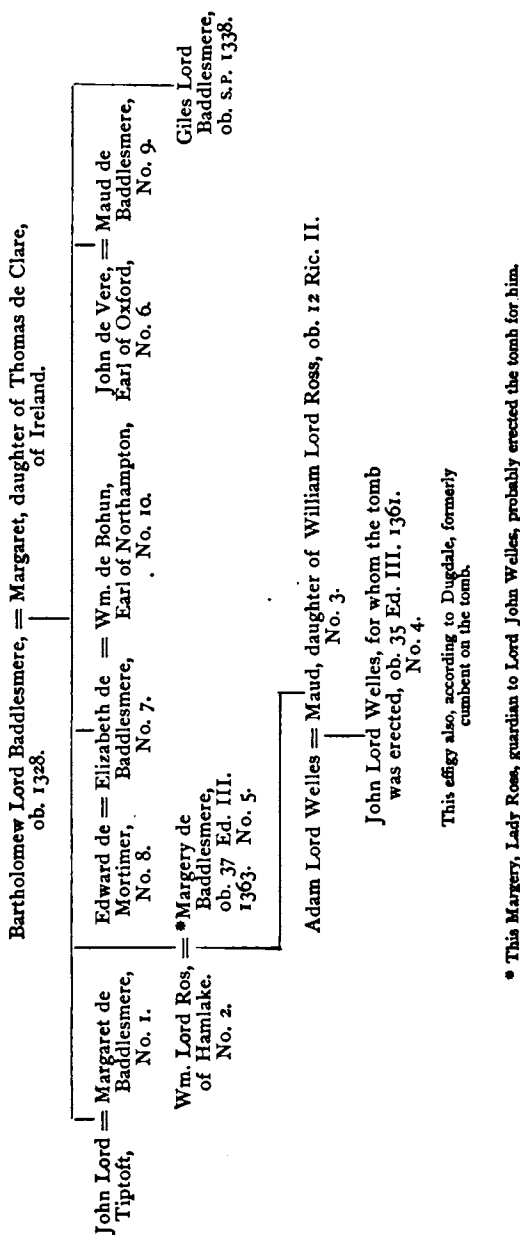 Bartholomew Lord Baddlesmere, = Margaret, daughter of Thomas de Clare,
ob. 1328.
of Ireland.
John Lord = Margaret de
Tiptoft,
Baddlesmere,
No. 1.
Edward de = Elizabeth de = Wm. de Bohun,
Mortimer,
No. 8.
Baddlesmere,
No. 7.
Earl of Northampton,
No. 10.
John de Vere, = Maud de
Earl of Oxford,
No. 6.
Baddlesmere,
No. 9.
Wm. Lord Ros, = *Margery de
of Hamlake.
No. 2.
Baddlesmere,
ob. 37 Ed. III.
1363. No. 5.
Giles Lord
Baddlesmere,
ob. S.P. 1338.
Adam Lord Welles = Maud, daughter of William Lord Ross, ob. 12 Ric. II.
No. 3.
John Lord Welles, for whom the tomb
was erected, ob. 35 Ed. III. 1361.
No. 4.
This effigy also, according to Dugdale, formerly
cumbent on the tomb.
* This Margery, Lady Ross, guardian to Lord John Welles, probably erected the tomb for him.